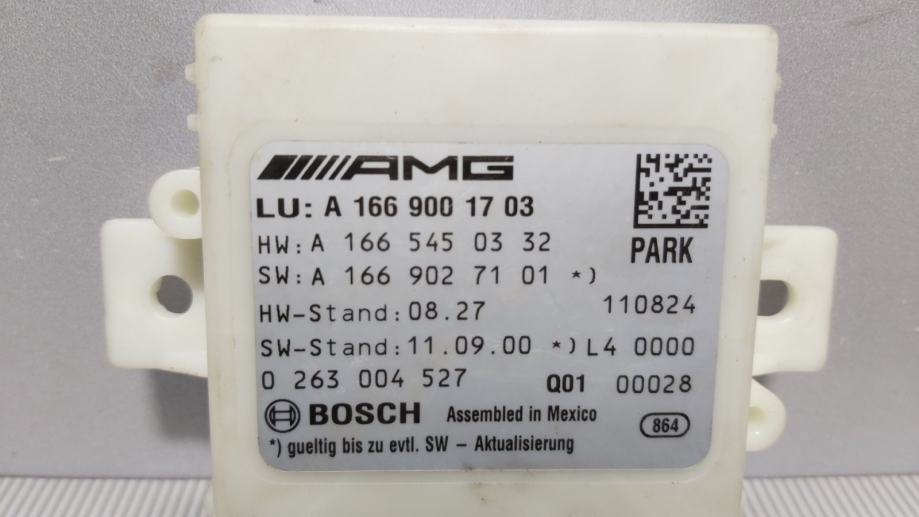 AMG
LU: A 166 900 17 03
HW: A 166 545 03 32
PARK
SW: A 166 902 71 01 *)
HW-Stand: 08.27 110824
SW-Stand: 11.09.00 *) L4 0000
0 263 004 527 Q01 00028
BOSCH Assembled in Mexico 864
*) gueltig bis zu evtl. SW - Aktualisierung